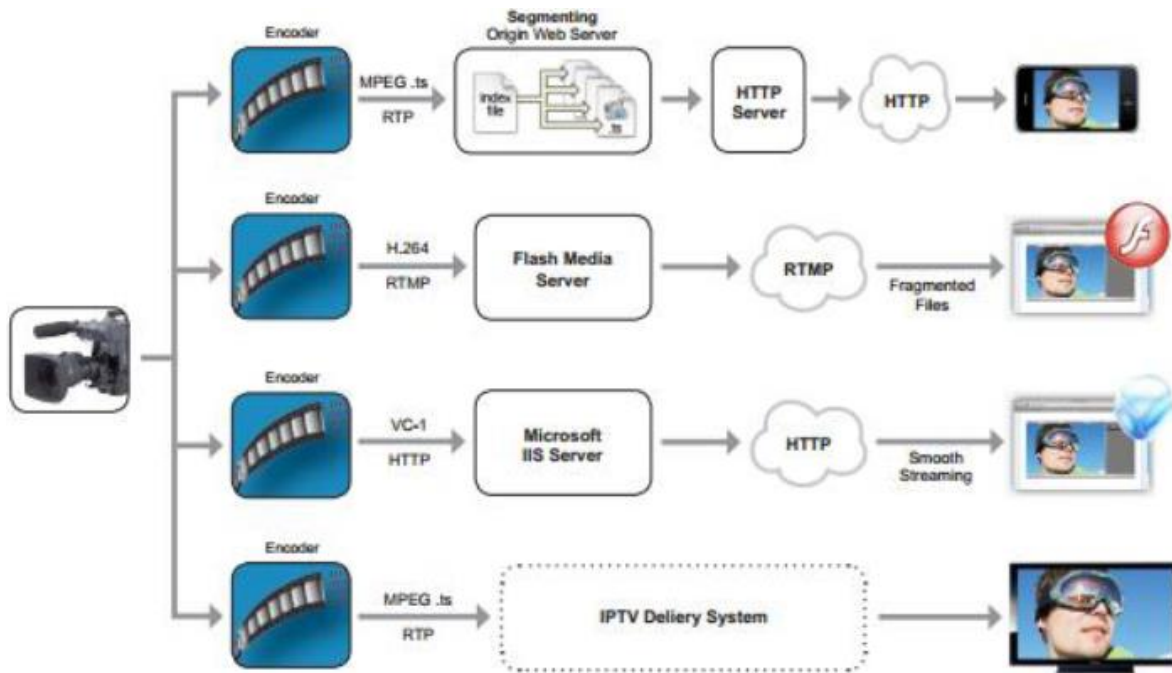 Encoder
MPEG .ts
RTP
Segmenting
Origin Web Server
index
file
.ts
HTTP
Server
HTTP
Encoder
H.264
RTMP
Flash Media
Server
RTMP
Fragmented
Files
Encoder
VC-1
HTTP
Microsoft
IIS Server
HTTP
Smooth
Streaming
Encoder
MPEG .ts
RTP
IPTV Deliery System